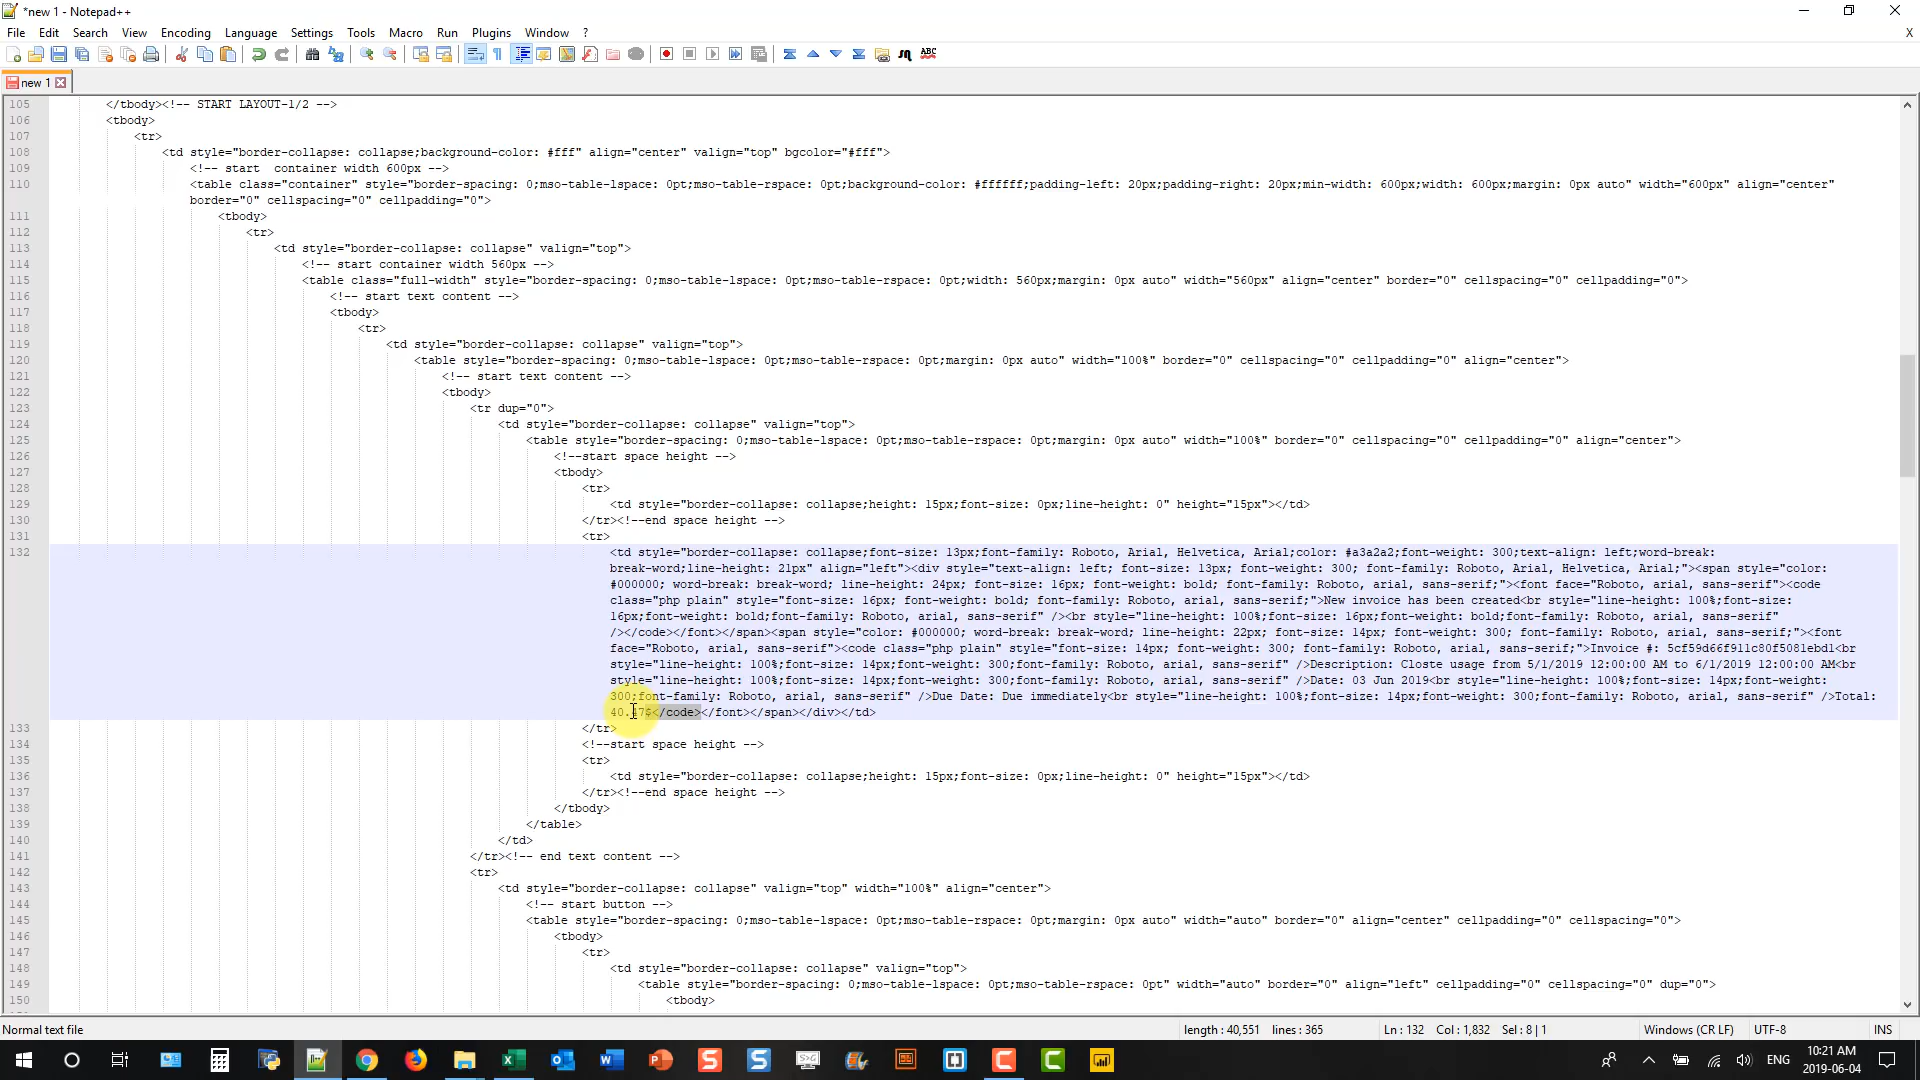 *new 1 - Notepad++
File Edit Search View Encoding Language Settings Tools Macro Run Plugins Window ? X
new 1
105 </tbody><!-- START LAYOUT-1/2 -->
106 <tbody>
107 <tr>
108 <td style="border-collapse: collapse;background-color: #fff" align="center" valign="top" bgcolor="#fff">
109 <!-- start  container width 600px -->
110 <table class="container" style="border-spacing: 0;mso-table-lspace: 0pt;mso-table-rspace: 0pt;background-color: #ffffff;padding-left: 20px;padding-right: 20px;min-width: 600px;width: 600px;margin: 0px auto" width="600px" align="center"
border="0" cellspacing="0" cellpadding="0">
111 <tbody>
112 <tr>
113 <td style="border-collapse: collapse" valign="top">
114 <!-- start container width 560px -->
115 <table class="full-width" style="border-spacing: 0;mso-table-lspace: 0pt;mso-table-rspace: 0pt;width: 560px;margin: 0px auto" width="560px" align="center" border="0" cellspacing="0" cellpadding="0">
116 <!-- start text content -->
117 <tbody>
118 <tr>
119 <td style="border-collapse: collapse" valign="top">
120 <table style="border-spacing: 0;mso-table-lspace: 0pt;mso-table-rspace: 0pt;margin: 0px auto" width="100%" border="0" cellspacing="0" cellpadding="0" align="center">
121 <!-- start text content -->
122 <tbody>
123 <tr dup="0">
124 <td style="border-collapse: collapse" valign="top">
125 <table style="border-spacing: 0;mso-table-lspace: 0pt;mso-table-rspace: 0pt;margin: 0px auto" width="100%" border="0" cellspacing="0" cellpadding="0" align="center">
126 <!--start space height -->
127 <tbody>
128 <tr>
129 <td style="border-collapse: collapse;height: 15px;font-size: 0px;line-height: 0" height="15px"></td>
130 </tr><!--end space height -->
131 <tr>
132 <td style="border-collapse: collapse;font-size: 13px;font-family: Roboto, Arial, Helvetica, Arial;color: #a3a2a2;font-weight: 300;text-align: left;word-break:
break-word;line-height: 21px" align="left"><div style="text-align: left; font-size: 13px; font-weight: 300; font-family: Roboto, Arial, Helvetica, Arial;"><span style="color:
#000000; word-break: break-word; line-height: 24px; font-size: 16px; font-weight: bold; font-family: Roboto, arial, sans-serif;"><font face="Roboto, arial, sans-serif"><code
class="php plain" style="font-size: 16px; font-weight: bold; font-family: Roboto, arial, sans-serif;">New invoice has been created<br style="line-height: 100%;font-size:
16px;font-weight: bold;font-family: Roboto, arial, sans-serif" /><br style="line-height: 100%;font-size: 16px;font-weight: bold;font-family: Roboto, arial, sans-serif"
/></code></font></span><span style="color: #000000; word-break: break-word; line-height: 22px; font-size: 14px; font-weight: 300; font-family: Roboto, arial, sans-serif;"><font
face="Roboto, arial, sans-serif"><code class="php plain" style="font-size: 14px; font-weight: 300; font-family: Roboto, arial, sans-serif;">Invoice #: 5cf59d66f911c80f5081ebd1<br
style="line-height: 100%;font-size: 14px;font-weight: 300;font-family: Roboto, arial, sans-serif" />Description: Closte usage from 5/1/2019 12:00:00 AM to 6/1/2019 12:00:00 AM<br
style="line-height: 100%;font-size: 14px;font-weight: 300;font-family: Roboto, arial, sans-serif" />Date: 03 Jun 2019<br style="line-height: 100%;font-size: 14px;font-weight:
300;font-family: Roboto, arial, sans-serif" />Due Date: Due immediately<br style="line-height: 100%;font-size: 14px;font-weight: 300;font-family: Roboto, arial, sans-serif" />Total:
40.47$</code></font></span></div></td>
133 </tr>
134 <!--start space height -->
135 <tr>
136 <td style="border-collapse: collapse;height: 15px;font-size: 0px;line-height: 0" height="15px"></td>
137 </tr><!--end space height -->
138 </tbody>
139 </table>
140 </td>
141 </tr><!-- end text content -->
142 <tr>
143 <td style="border-collapse: collapse" valign="top" width="100%" align="center">
144 <!-- start button -->
145 <table style="border-spacing: 0;mso-table-lspace: 0pt;mso-table-rspace: 0pt;margin: 0px auto" width="auto" border="0" align="center" cellpadding="0" cellspacing="0">
146 <tbody>
147 <tr>
148 <td style="border-collapse: collapse" valign="top">
149 <table style="border-spacing: 0;mso-table-lspace: 0pt;mso-table-rspace: 0pt" width="auto" border="0" align="left" cellpadding="0" cellspacing="0" dup="0">
150 <tbody>
Normal text file length : 40,551 lines : 365 Ln : 132 Col : 1,832 Sel : 8 | 1 Windows (CR LF) UTF-8 INS
ENG 10:21 AM
2019-06-04